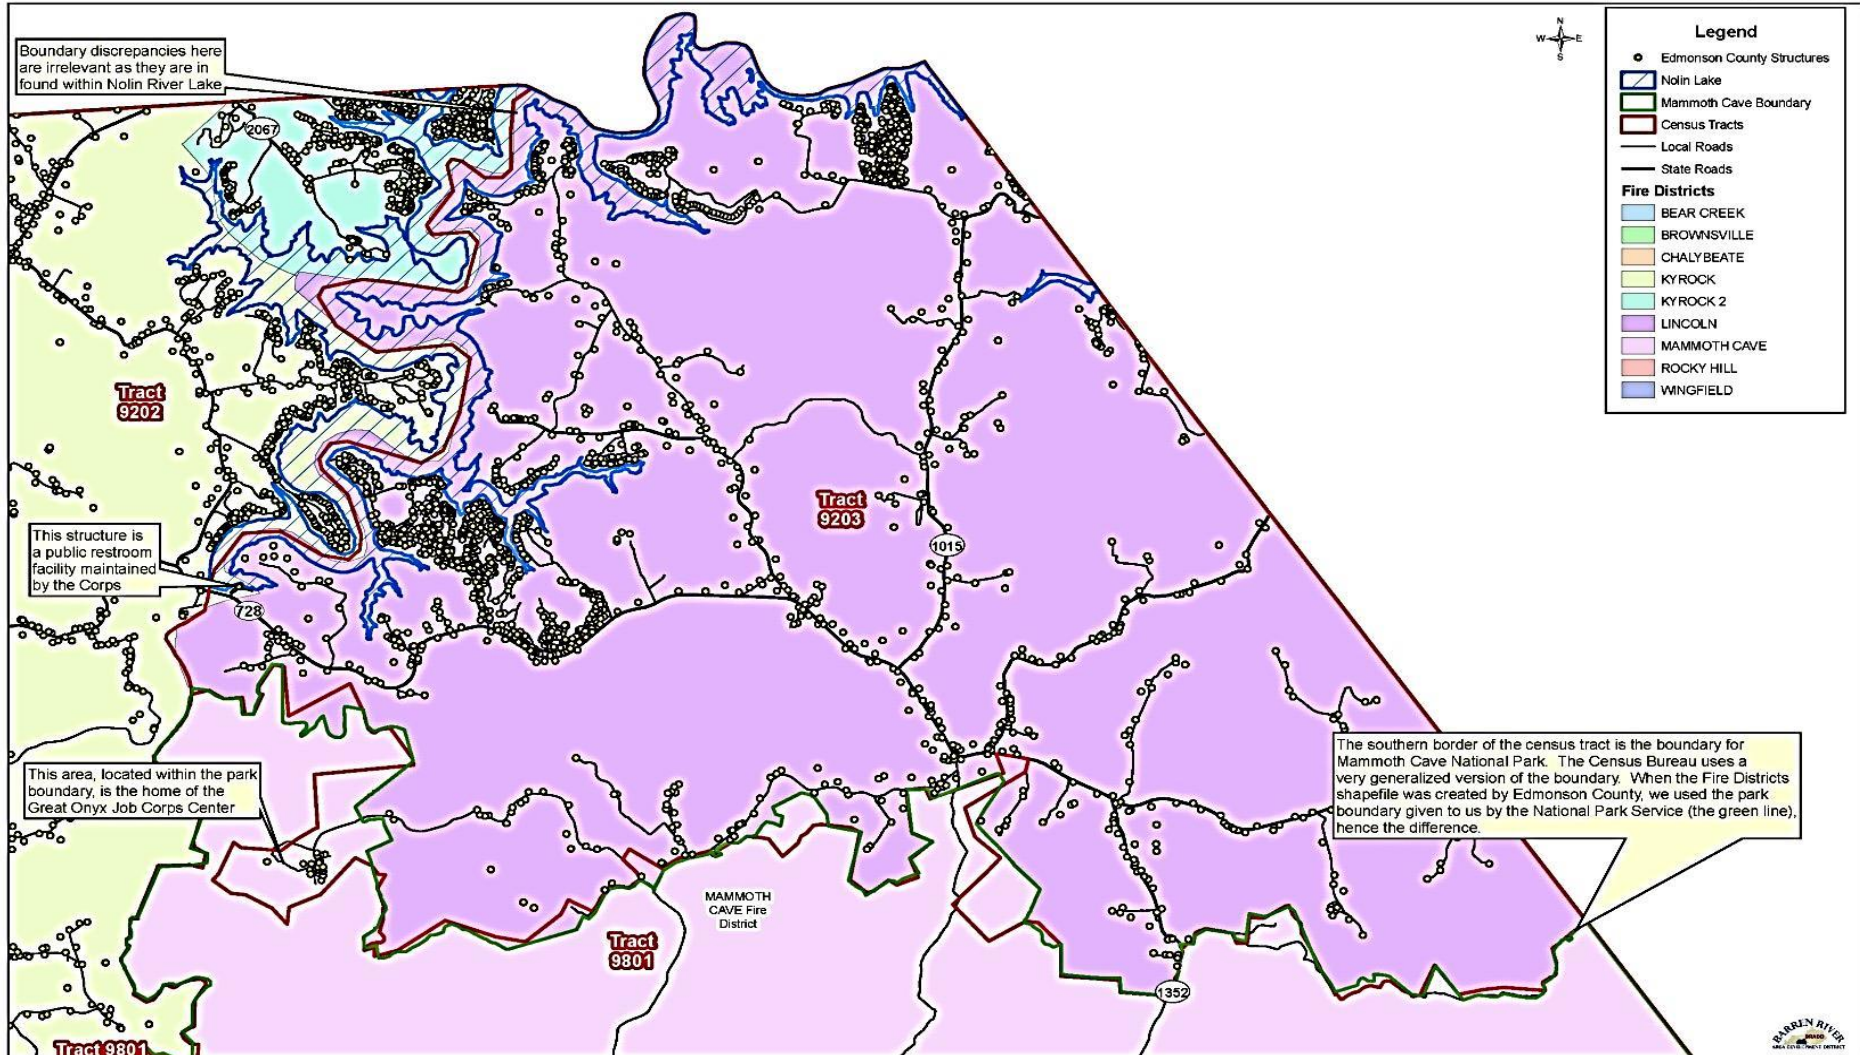 Boundary discrepancies here
are irrelevant as they are in
found within Nolin River Lake
N
W
E
S
Legend
Edmonson County Structures
Nolin Lake
Mammoth Cave Boundary
Census Tracts
Local Roads
State Roads
Fire Districts
BEAR CREEK
BROWNSVILLE
CHALYBEATE
KYROCK
KYROCK 2
LINCOLN
MAMMOTH CAVE
ROCKY HILL
WINGFIELD
2067
Tract
9202
Tract
9203
1015
This structure is
a public restroom
facility maintained
by the Corps
728
This area, located within the park
boundary, is the home of the
Great Onyx Job Corps Center
The southern border of the census tract is the boundary for
Mammoth Cave National Park. The Census Bureau uses a
very generalized version of the boundary. When the Fire Districts
shapefile was created by Edmonson County, we used the park
boundary given to us by the National Park Service (the green line),
hence the difference.
MAMMOTH
CAVE Fire
District
Tract
9801
1352
Tract 9801
BARREN RIVER
BRADD
AREA DEVELOPMENT DISTRICT